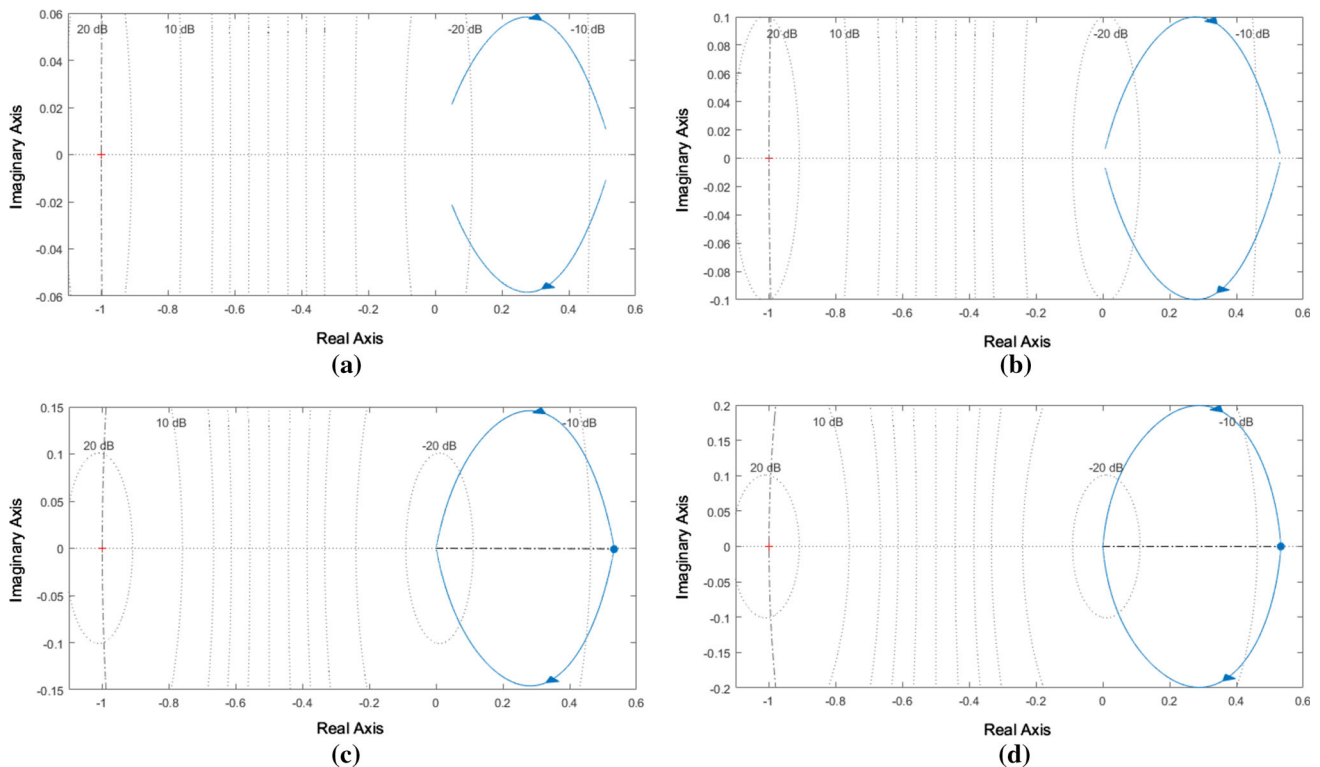 0.06
20 dB
10 dB
-20 dB
-10 dB
0.04
0.02
0
-0.02
-0.04
-0.06
-1
-0.8
-0.6
-0.4
-0.2
0
0.2
0.4
0.6
Imaginary Axis
Real Axis
(a)
0.1
20 dB
10 dB
-20 dB
-10 dB
0.08
0.06
0.04
0.02
0
-0.02
-0.04
-0.06
-0.08
-0.1
-1
-0.8
-0.6
-0.4
-0.2
0
0.2
0.4
0.6
Imaginary Axis
Real Axis
(b)
0.15
10 dB
-10 dB
20 dB
-20 dB
0.1
0.05
0
-0.05
-0.1
-0.15
-1
-0.8
-0.6
-0.4
-0.2
0
0.2
0.4
0.6
Imaginary Axis
Real Axis
(c)
0.2
10 dB
-10 dB
0.15
20 dB
-20 dB
0.1
0.05
0
-0.05
-0.1
-0.15
-0.2
-1
-0.8
-0.6
-0.4
-0.2
0
0.2
0.4
0.6
Imaginary Axis
Real Axis
(d)